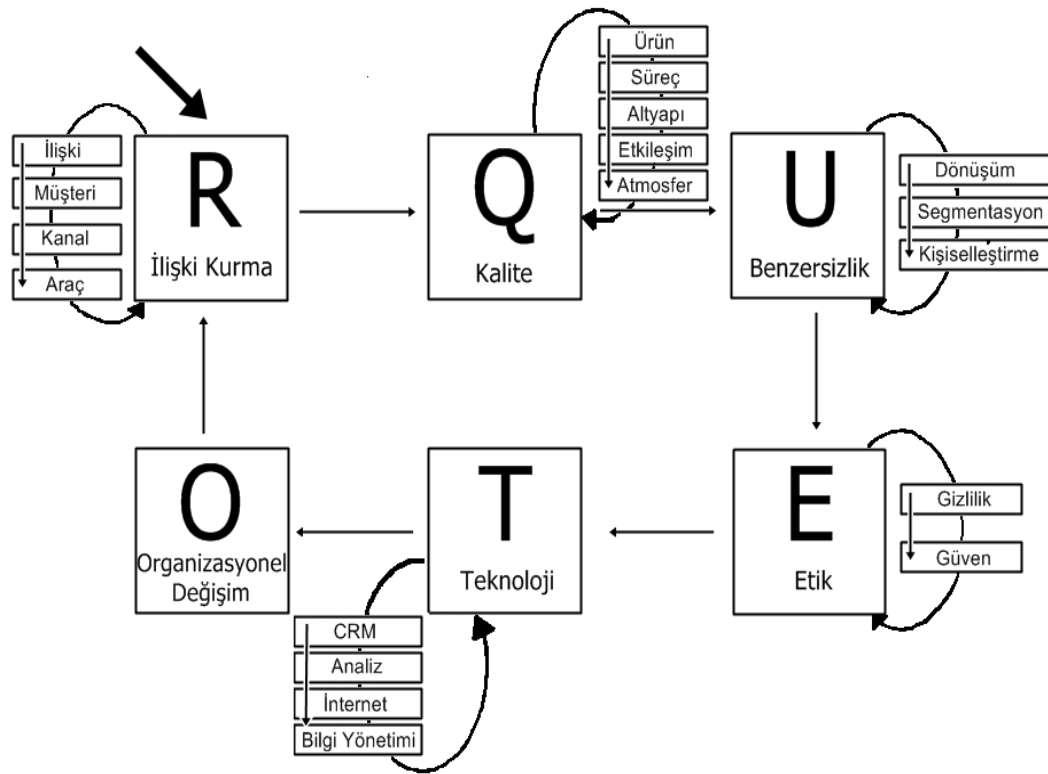 R
İlişki Kurma
İlişki
Müşteri
Kanal
Araç
Q
Kalite
Ürün
Süreç
Altyapı
Etkileşim
Atmosfer
U
Benzersizlik
Dönüşüm
Segmentasyon
Kişiselleştirme
E
Etik
Gizlilik
Güven
T
Teknoloji
CRM
Analiz
İnternet
Bilgi Yönetimi
O
Organizasyonel
Değişim